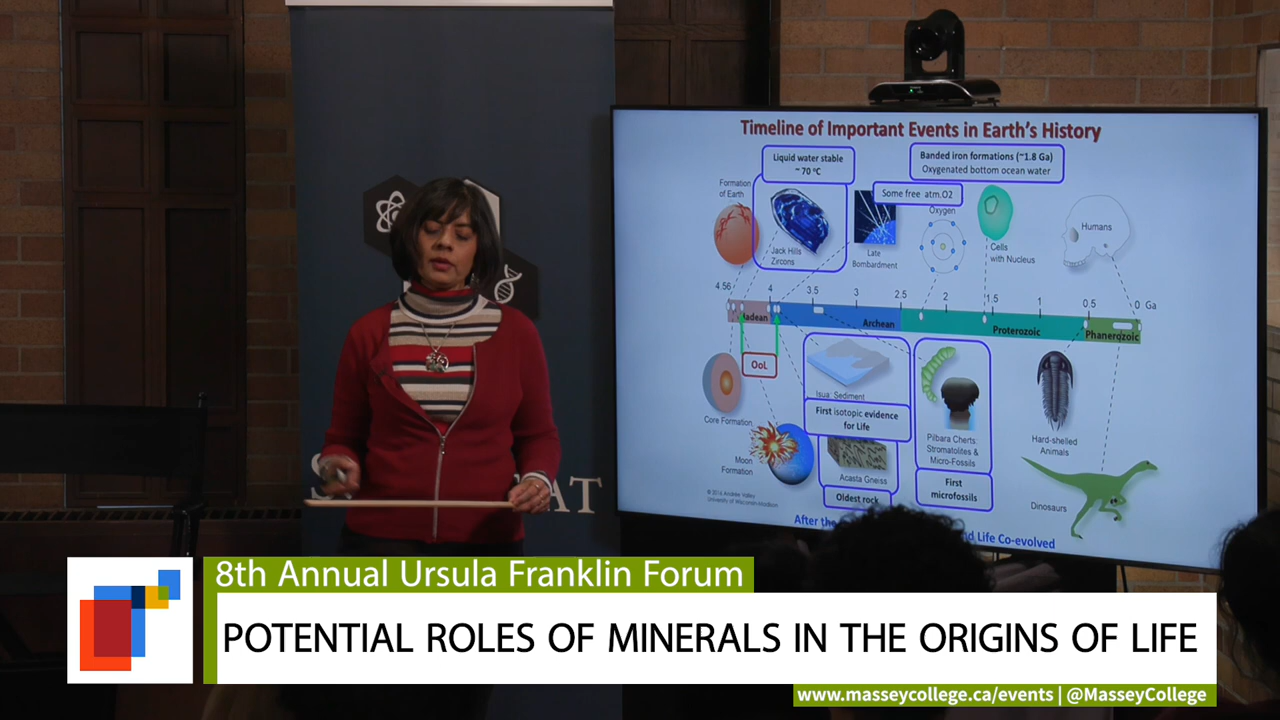 Timeline of Important Events in Earth's History
Liquid water stable
~ 70 °C
Banded iron formations (~1.8 Ga)
Oxygenated bottom ocean water
Some free atm.O2
Formation
of Earth
Jack Hills
Zircons
Late
Bombardment
Oxygen
Cells
with Nucleus
Humans
4.56
4
3.5
3
2.5
2
1.5
1
0.5
0 Ga
Hadean
Archean
Proterozoic
Phanerozoic
OoL
Core Formation
Moon
Formation
Isua Sediment
First isotopic evidence
for Life
Acasta Gneiss
Oldest rock
Pilbara Cherts:
Stromatolites &
Micro-Fossils
First
microfossils
Hard-shelled
Animals
Dinosaurs
© 2016 Andree Valley
University of Wisconsin-Madison
After the
Life Co-evolved
S AT
8th Annual Ursula Franklin Forum
POTENTIAL ROLES OF MINERALS IN THE ORIGINS OF LIFE
www.masseycollege.ca/events | @MasseyCollege